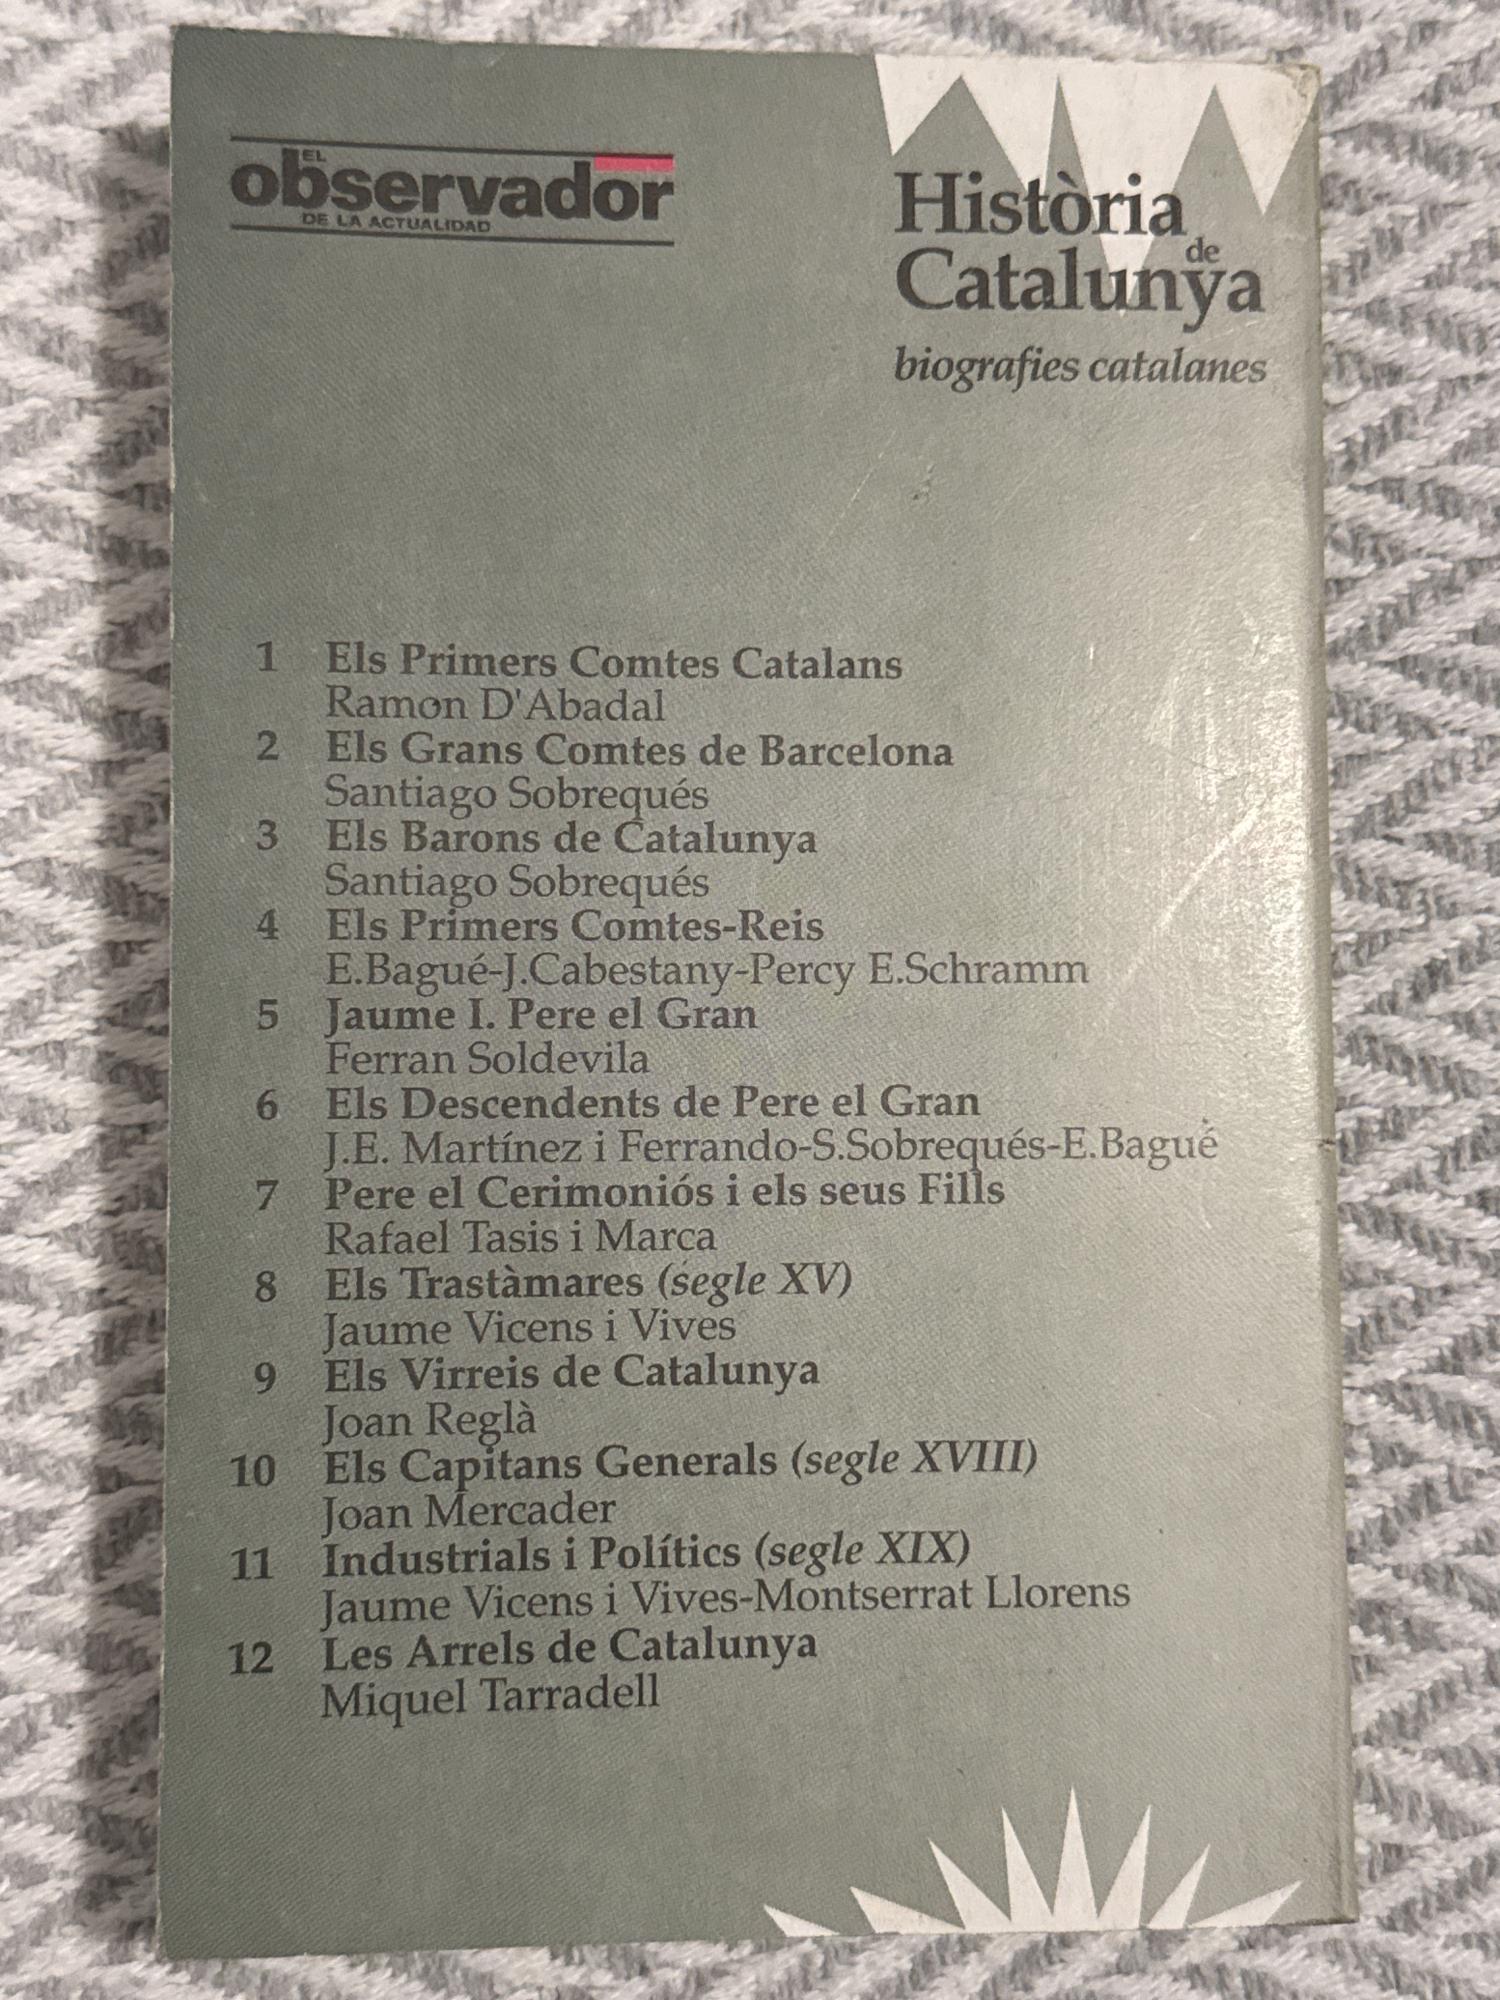 EL
observador
DE LA ACTUALIDAD
Història
de
Catalunya
biografies catalanes
1 Els Primers Comtes Catalans
Ramon D'Abadal
2 Els Grans Comtes de Barcelona
Santiago Sobrequés
3 Els Barons de Catalunya
Santiago Sobrequés
4 Els Primers Comtes-Reis
E.Bagué-J.Cabestany-Percy E.Schramm
5 Jaume I. Pere el Gran
Ferran Soldevila
6 Els Descendents de Pere el Gran
J.E. Martínez i Ferrando-S.Sobrequés-E.Bagué
7 Pere el Cerimoniós i els seus Fills
Rafael Tasis i Marca
8 Els Trastàmares (segle XV)
Jaume Vicens i Vives
9 Els Virreis de Catalunya
Joan Reglà
10 Els Capitans Generals (segle XVIII)
Joan Mercader
11 Industrials i Polítics (segle XIX)
Jaume Vicens i Vives-Montserrat Llorens
12 Les Arrels de Catalunya
Miquel Tarradell